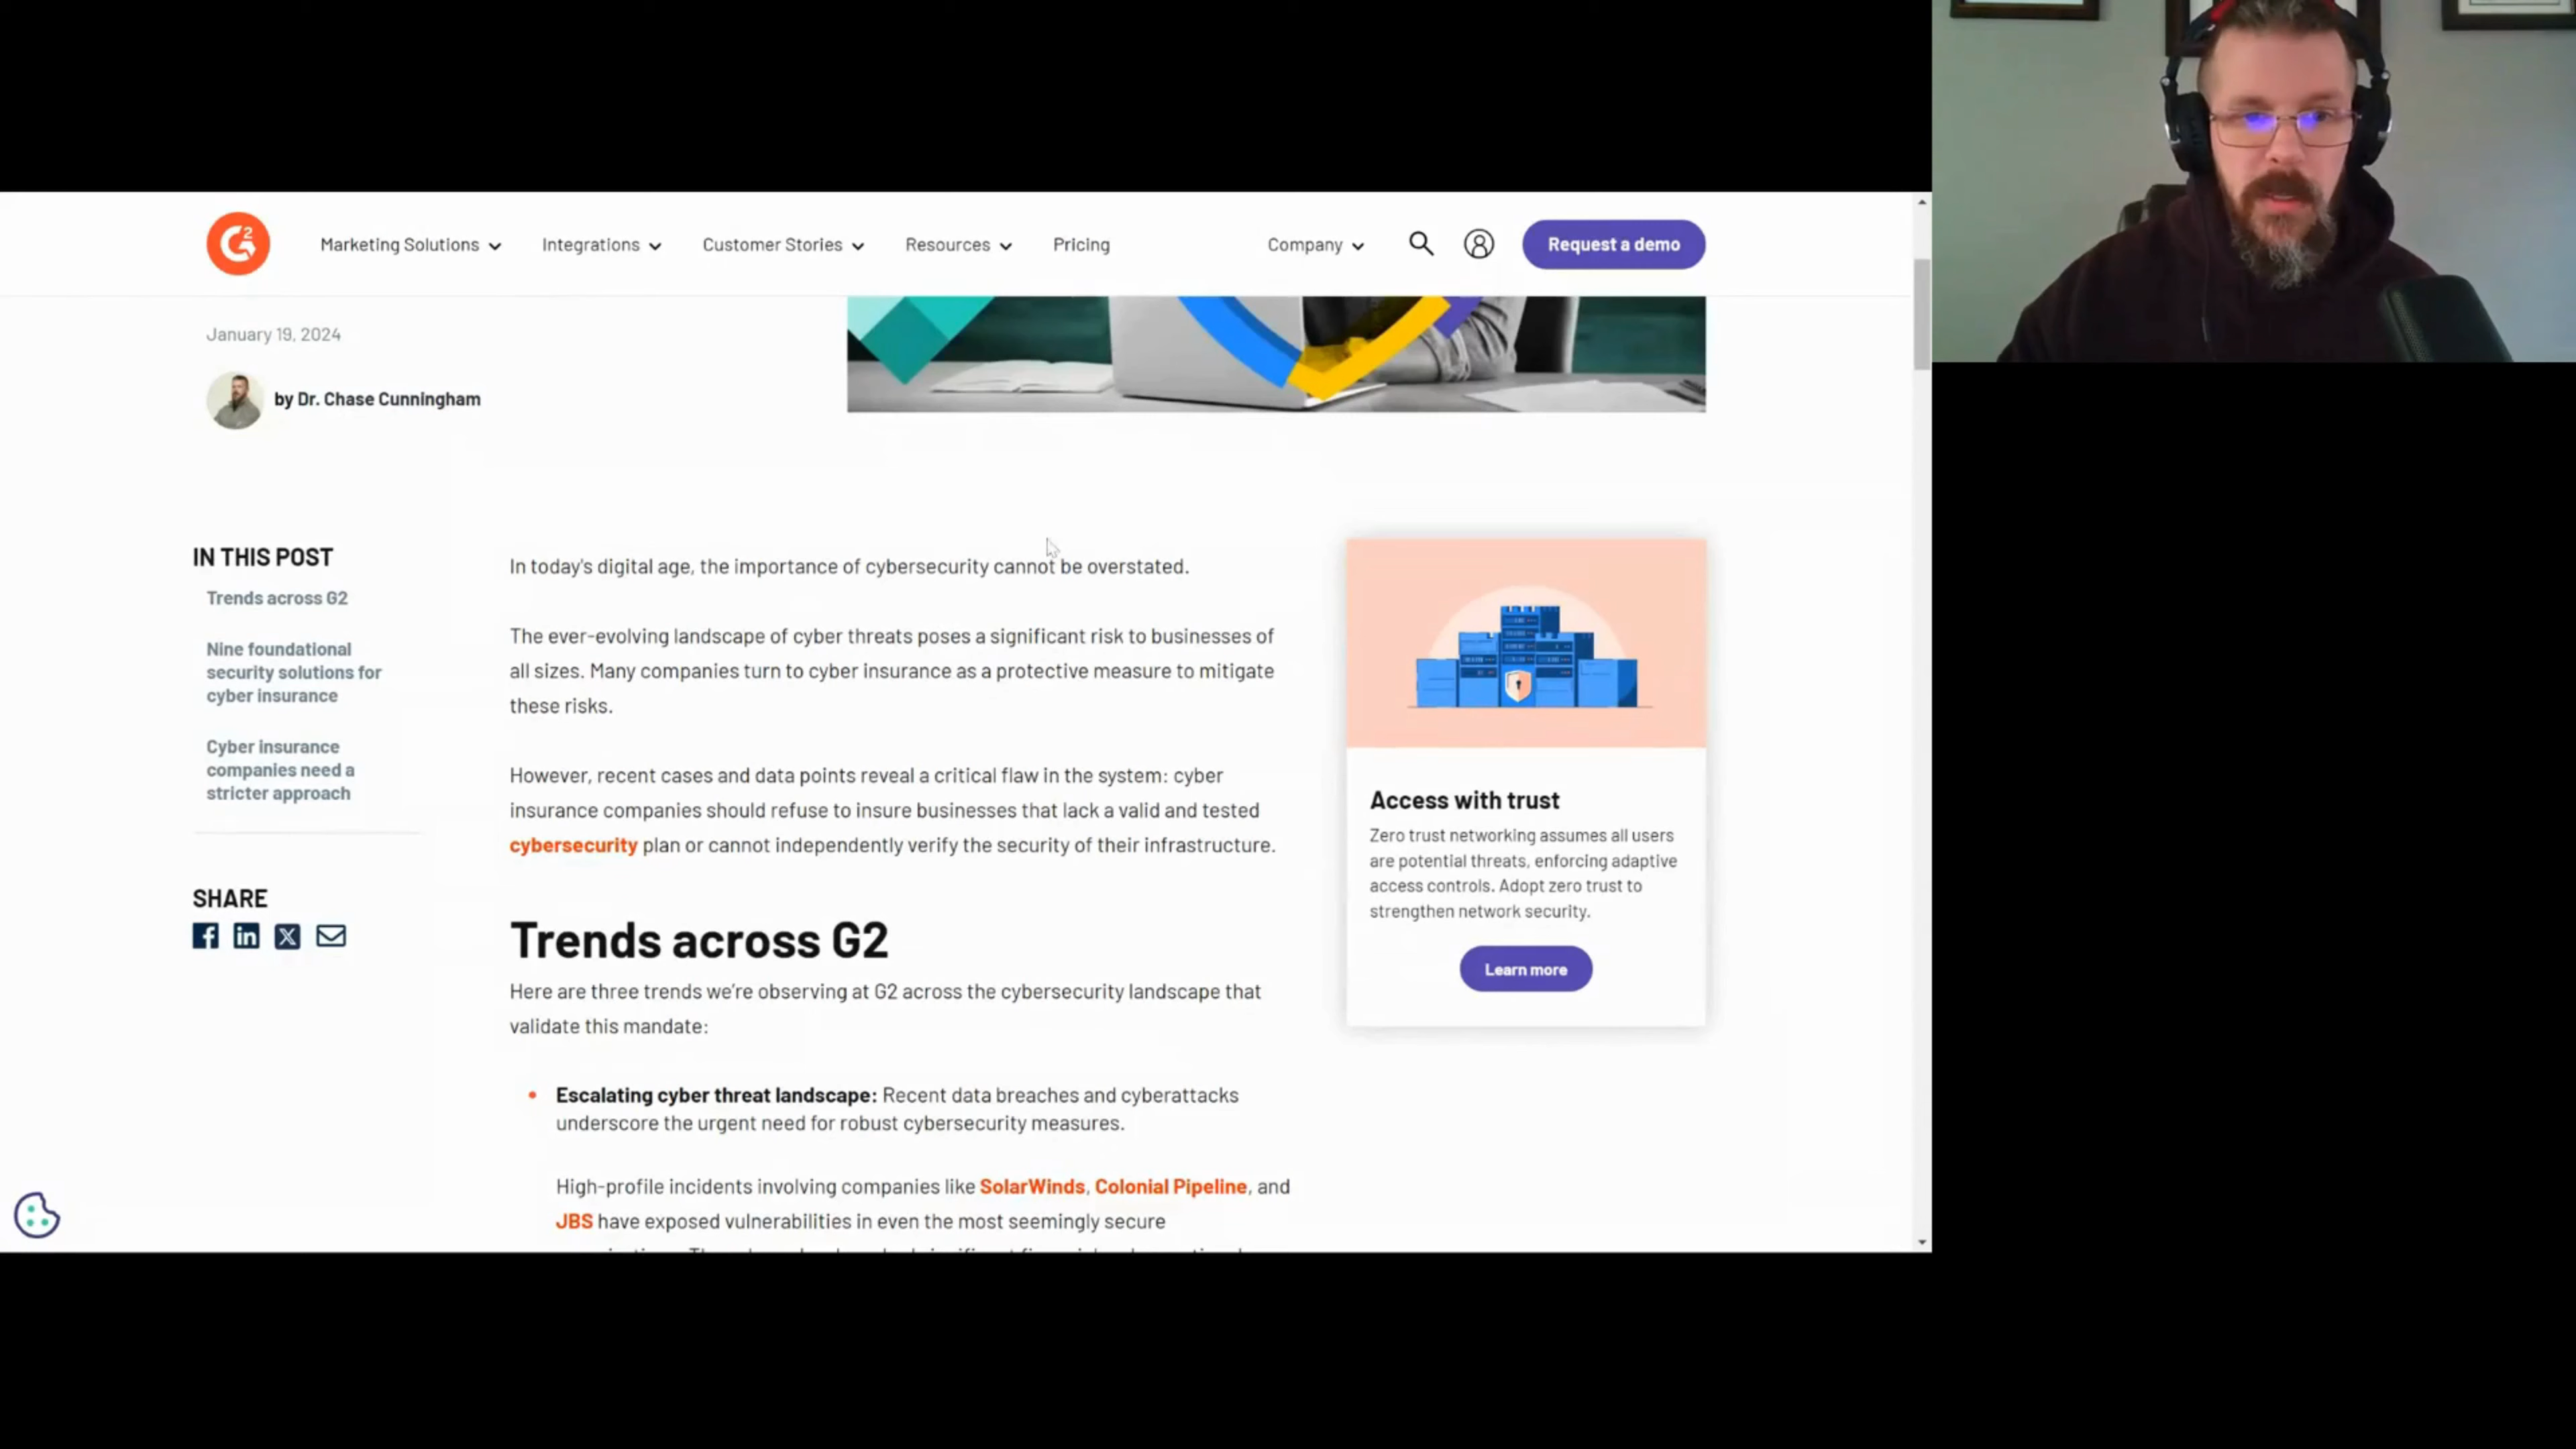 G2
Marketing Solutions
Integrations
Customer Stories
Resources
Pricing
Company
Request a demo
January 19, 2024
by Dr. Chase Cunningham
IN THIS POST
Trends across G2
Nine foundational
security solutions for
cyber insurance
Cyber insurance
companies need a
stricter approach
SHARE
In today's digital age, the importance of cybersecurity cannot be overstated.
The ever-evolving landscape of cyber threats poses a significant risk to businesses of
all sizes. Many companies turn to cyber insurance as a protective measure to mitigate
these risks.
However, recent cases and data points reveal a critical flaw in the system: cyber
insurance companies should refuse to insure businesses that lack a valid and tested
cybersecurity plan or cannot independently verify the security of their infrastructure.
Trends across G2
Here are three trends we're observing at G2 across the cybersecurity landscape that
validate this mandate:
• Escalating cyber threat landscape: Recent data breaches and cyberattacks
underscore the urgent need for robust cybersecurity measures.
High-profile incidents involving companies like SolarWinds, Colonial Pipeline, and
JBS have exposed vulnerabilities in even the most seemingly secure
Access with trust
Zero trust networking assumes all users
are potential threats, enforcing adaptive
access controls. Adopt zero trust to
strengthen network security.
Learn more